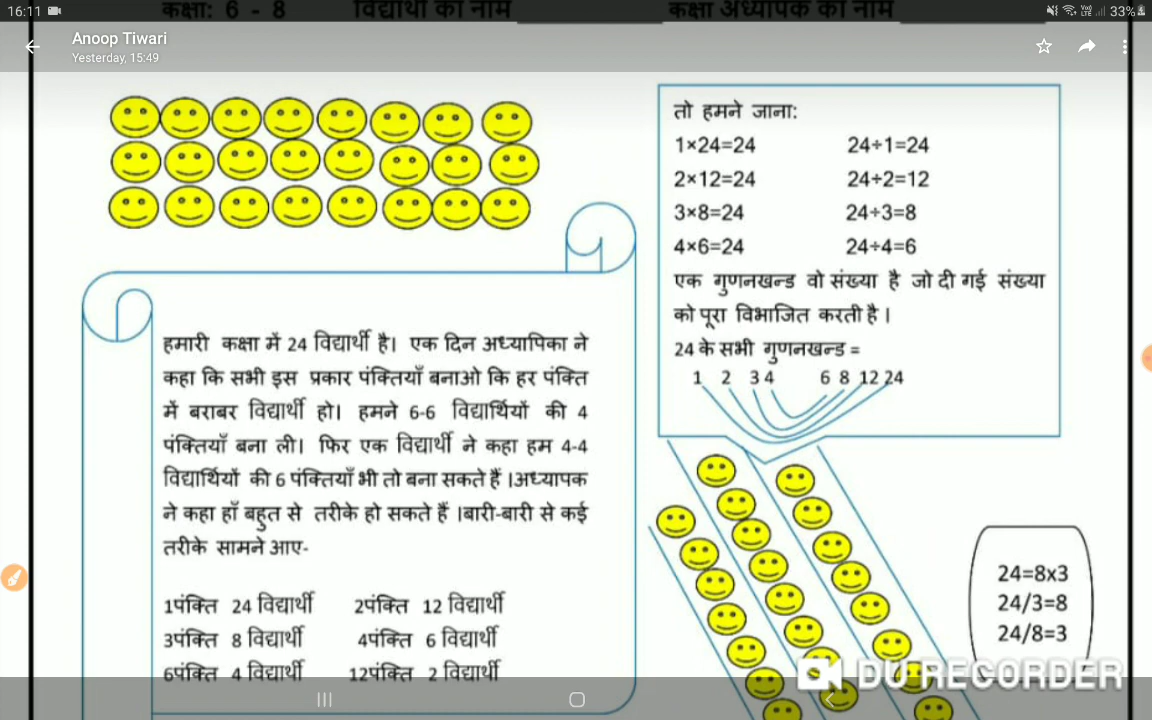 16:11
33%
कक्षा: 6 - 8 विद्यार्थी का नाम कक्षा अध्यापक का नाम
Anoop Tiwari
Yesterday, 15:49
तो हमने जाना:
1×24=24 24÷1=24
2×12=24 24÷2=12
3×8=24 24÷3=8
4×6=24 24÷4=6
एक गुणनखन्ड वो संख्या है जो दी गई संख्या
को पूरा विभाजित करती है।
24 के सभी गुणनखन्ड =
1 2 3 4 6 8 12 24
हमारी कक्षा में 24 विद्यार्थी है। एक दिन अध्यापिका ने
कहा कि सभी इस प्रकार पंक्तियाँ बनाओ कि हर पंक्ति
में बराबर विद्यार्थी हो। हमने 6-6 विद्यार्थियों की 4
पंक्तियाँ बना ली। फिर एक विद्यार्थी ने कहा हम 4-4
विद्यार्थियों की 6 पंक्तियाँ भी तो बना सकते हैं ।अध्यापक
ने कहा हाँ बहुत से तरीके हो सकते हैं ।बारी-बारी से कई
तरीके सामने आए-
1पंक्ति 24 विद्यार्थी 2पंक्ति 12 विद्यार्थी
3पंक्ति 8 विद्यार्थी 4पंक्ति 6 विद्यार्थी
6पंक्ति 4 विद्यार्थी 12पंक्ति 2 विद्यार्थी
24=8x3
24/3=8
24/8=3
DU RECORDER